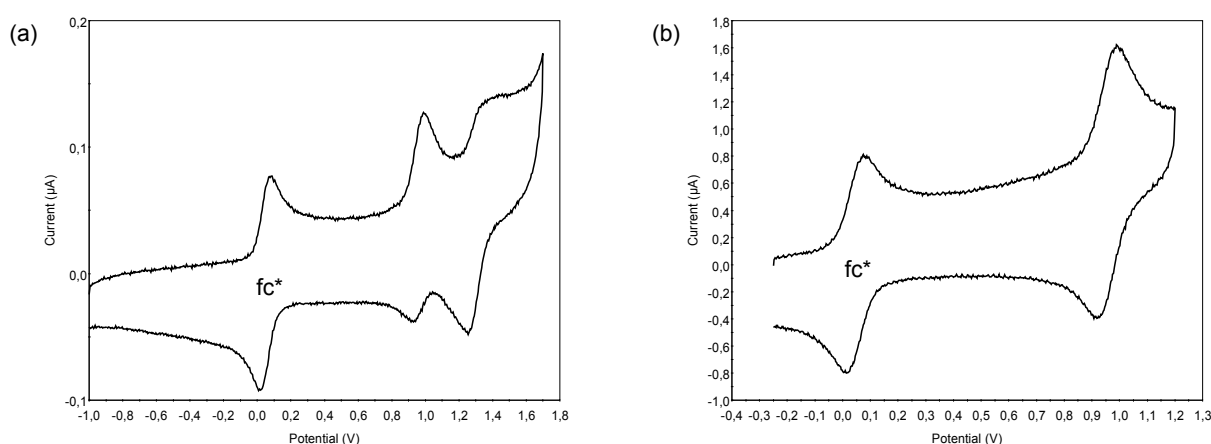 (a)
0,2
0,1
0,0
-0,1
Current (µA)
fc*
-1,0 -0,8 -0,6 -0,4 -0,2 0,0 0,2 0,4 0,6 0,8 1,0 1,2 1,4 1,6 1,8
Potential (V)
(b)
1,8
1,6
1,4
1,2
1,0
0,8
0,6
0,4
0,2
0,0
-0,2
-0,4
-0,6
-0,8
-1,0
Current (µA)
fc*
-0,4 -0,3 -0,2 -0,1 0,0 0,1 0,2 0,3 0,4 0,5 0,6 0,7 0,8 0,9 1,0 1,1 1,2 1,3
Potential (V)